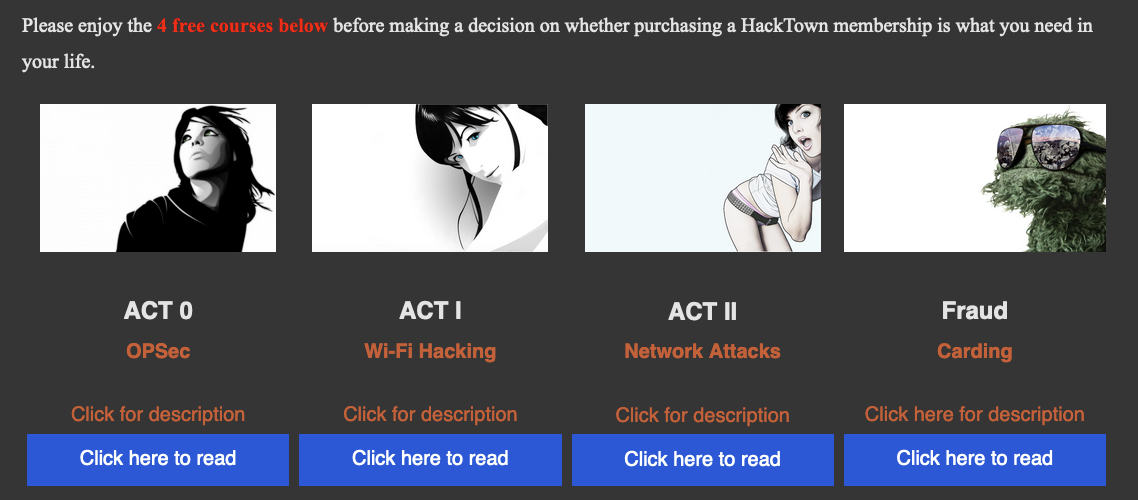 Please enjoy the 4 free courses below before making a decision on whether purchasing a HackTown membership is what you need in
your life.
ACT 0
OPSec
Click for description
Click here to read
ACT I
Wi-Fi Hacking
Click for description
Click here to read
ACT II
Network Attacks
Click for description
Click here to read
Fraud
Carding
Click here for description
Click here to read